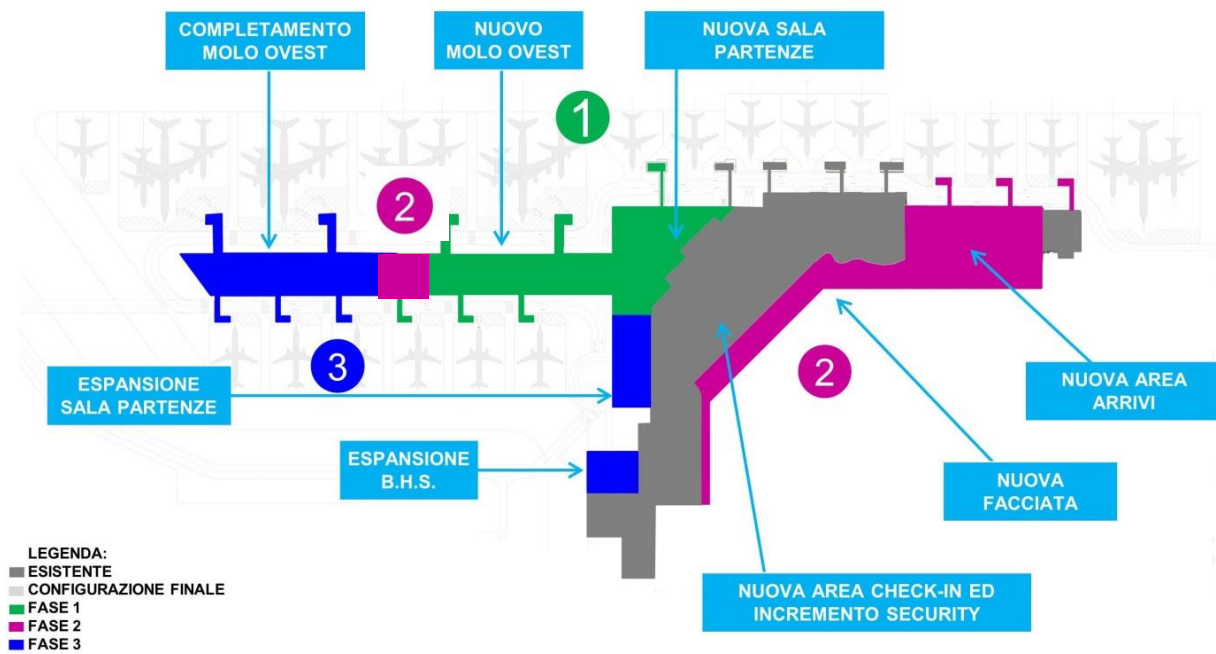 COMPLETAMENTO
MOLO OVEST
NUOVO
MOLO OVEST
NUOVA SALA
PARTENZE
1
2
3
2
ESPANSIONE
SALA PARTENZE
ESPANSIONE
B.H.S.
NUOVA AREA
ARRIVI
NUOVA
FACCIATA
NUOVA AREA CHECK-IN ED
INCREMENTO SECURITY
LEGENDA:
ESISTENTE
CONFIGURAZIONE FINALE
FASE 1
FASE 2
FASE 3